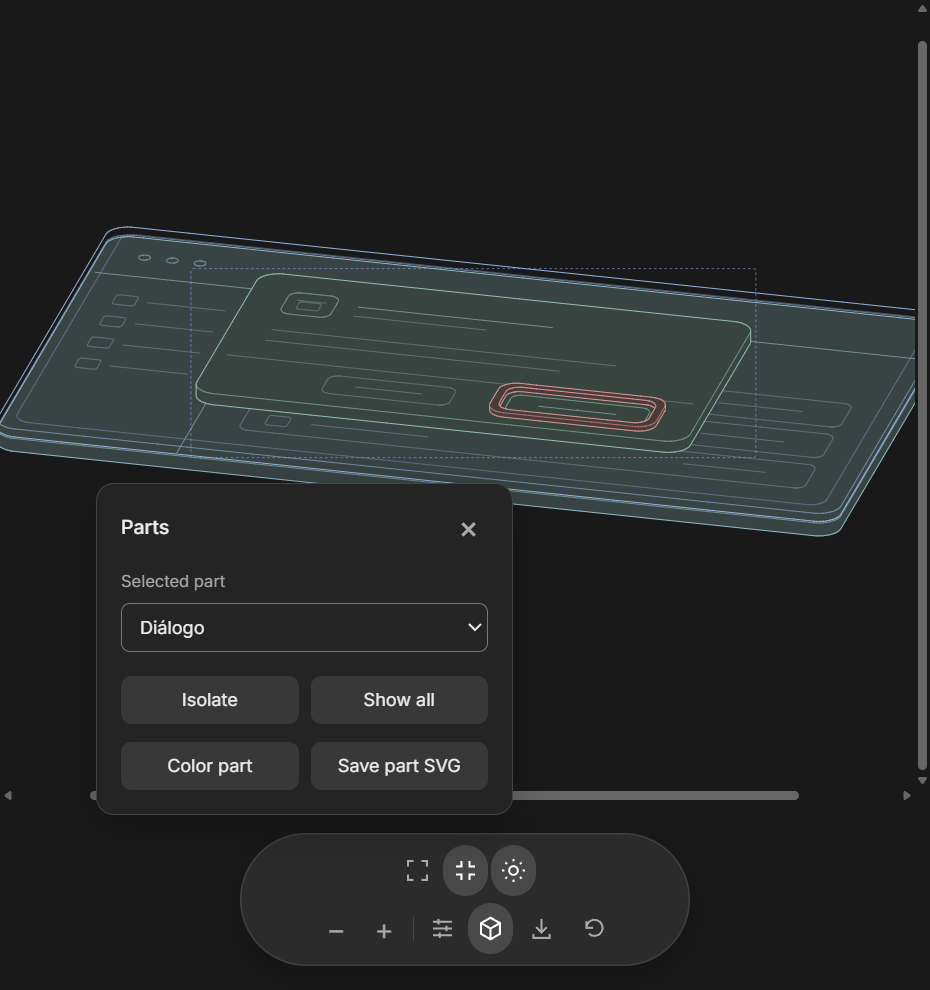 Parts
Selected part
Diálogo
Isolate
Show all
Color part
Save part SVG